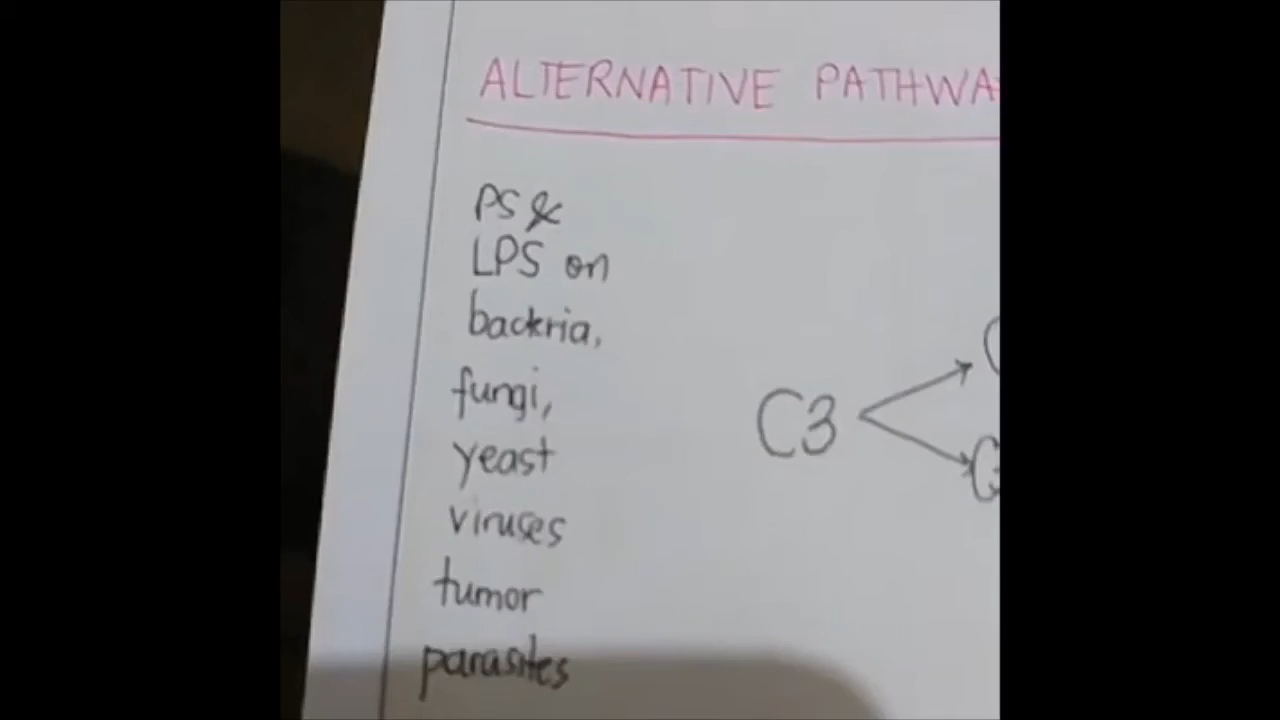 ALTERNATIVE PATHWA
PS &
LPS on
backria,
fungi,
yeast
viruses
tumor
parasites
C3